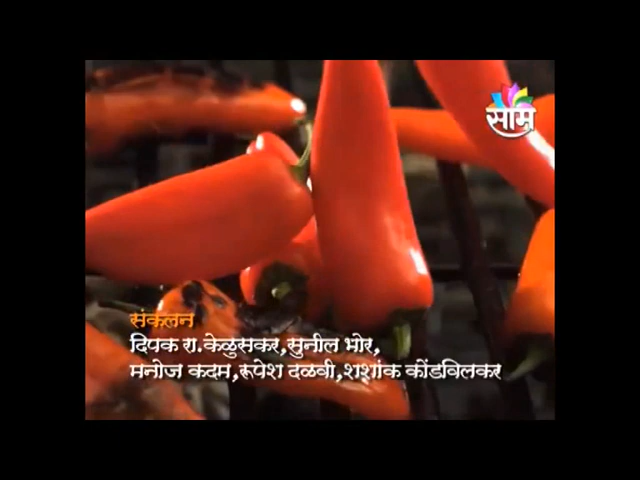 साम
संकलन
दिपक रा.केळुसकर,सुनील भोर,
मनोज कदम,रूपेश दळवी,शशांक कोंडविलकर